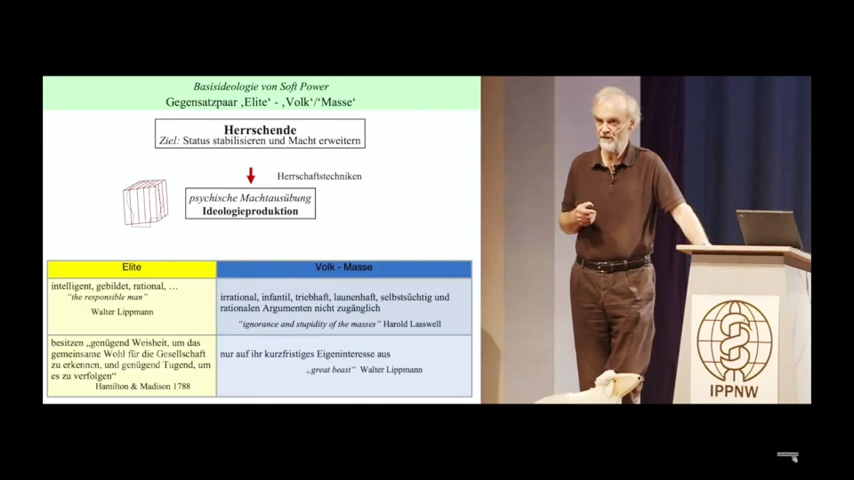 Basisideologie von Soft Power
Gegensatzpaar ‚Elite‘ - ‚Volk‘/‘Masse‘
Herrschende
Ziel: Status stabilisieren und Macht erweitern
Herrschaftstechniken
psychische Machtausübung
Ideologieproduktion
Elite
intelligent, gebildet, rational, …
“the responsible man”
Walter Lippmann
besitzen „genügend Weisheit, um das
gemeinsame Wohl für die Gesellschaft
zu erkennen, und genügend Tugend, um
es zu verfolgen“
Hamilton & Madison 1788
Volk - Masse
irrational, infantil, triebhaft, launenhaft, selbstsüchtig und
rationalen Argumenten nicht zugänglich
“ignorance and stupidity of the masses” Harold Lasswell
nur auf ihr kurzfristiges Eigeninteresse aus
„great beast” Walter Lippmann
IPPNW